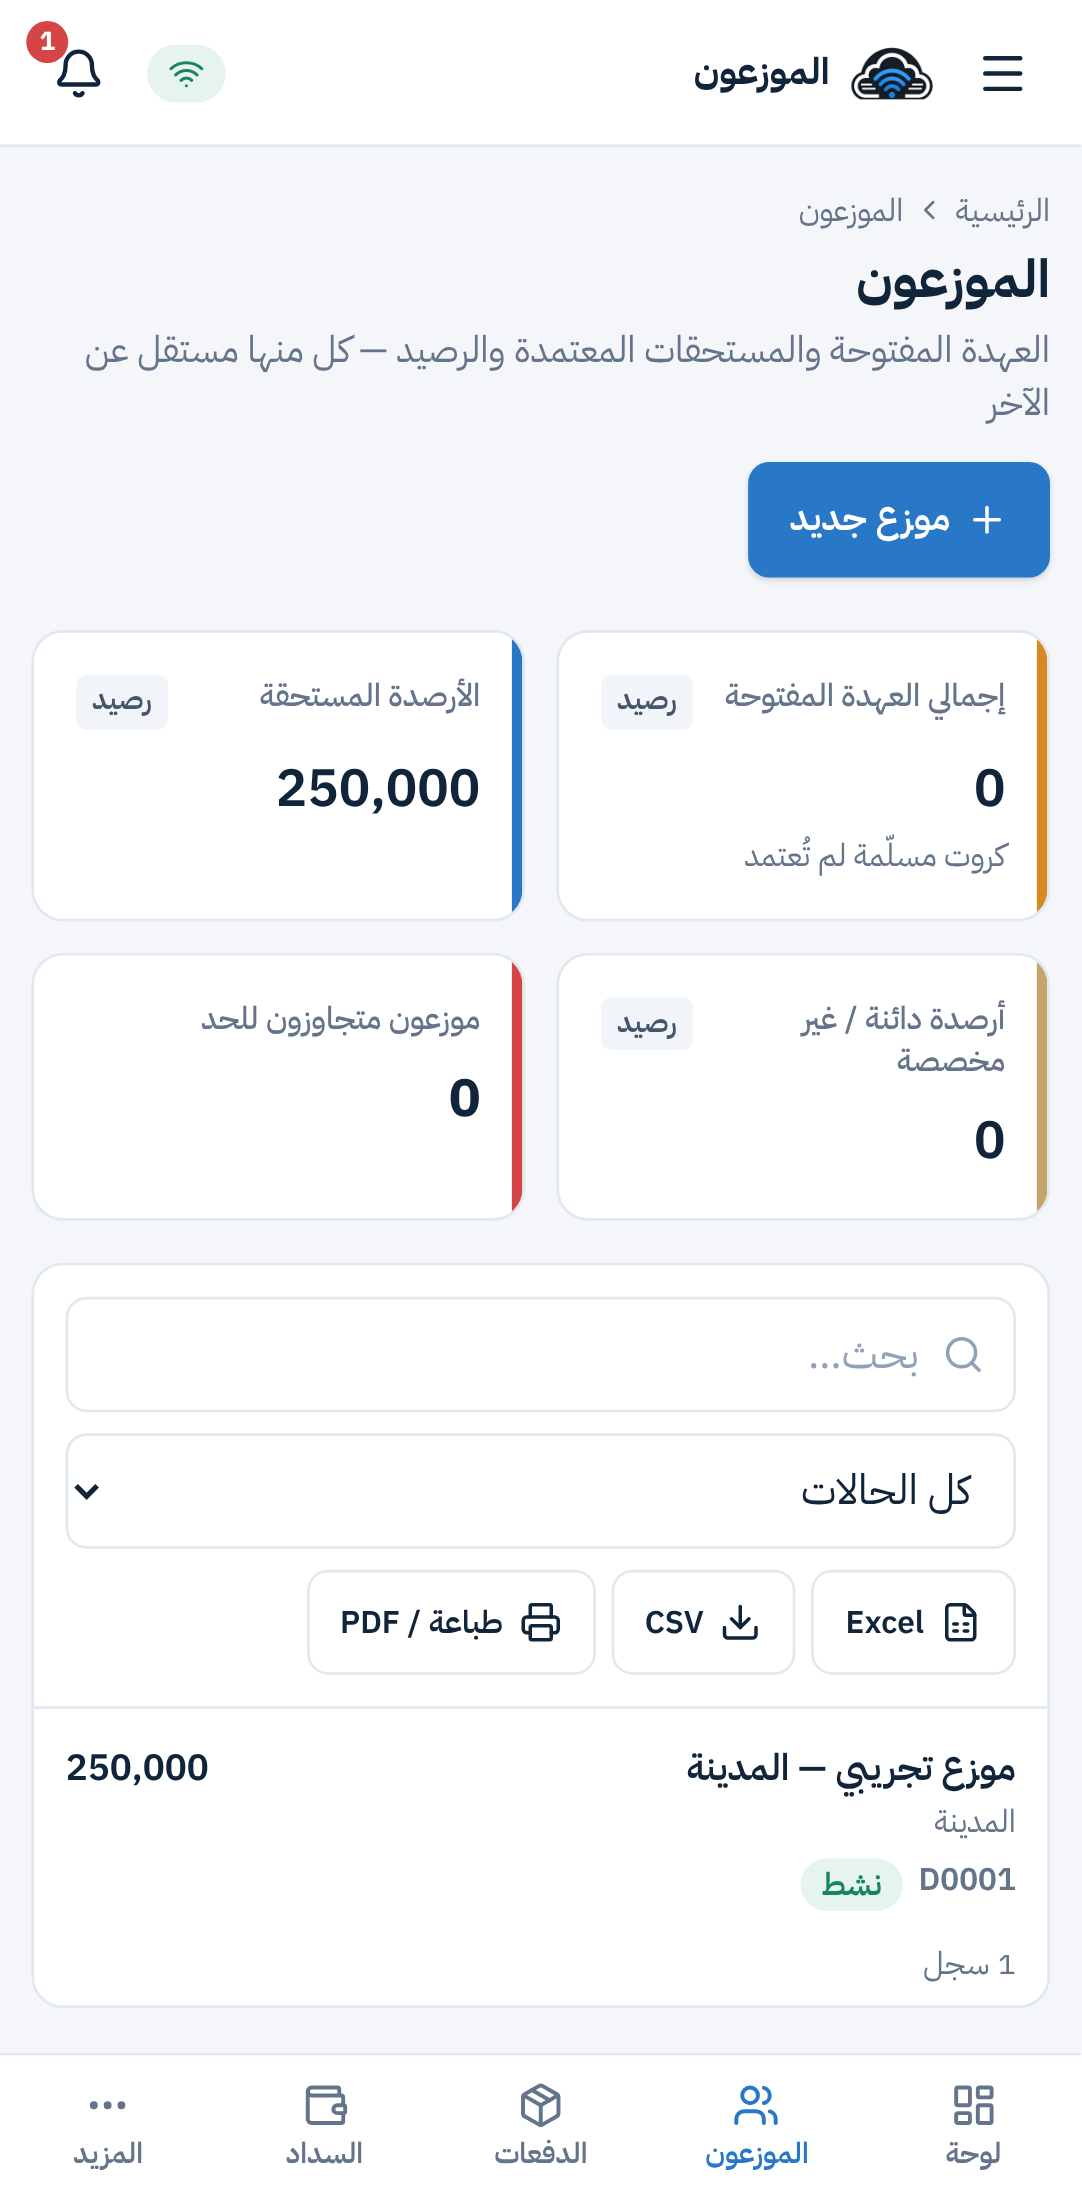 الموزعون
1
الرئيسية > الموزعون
الموزعون
العهدة المفتوحة والمستحقات المعتمدة والرصيد – كل منها مستقل عن
الآخر
+ موزع جديد
إجمالي العهدة المفتوحة
رصيد
0
كروت مسلّمة لم تُعتمد
الأرصدة المستحقة
رصيد
250,000
أرصدة دائنة / غير
مخصصة
رصيد
0
موزعون متجاوزون للحد
0
بحث...
كل الحالات
Excel
CSV
طباعة / PDF
موزع تجريبي – المدينة
250,000
المدينة
D0001 نشط
1 سجل
لوحة
الموزعون
الدفعات
السداد
المزيد